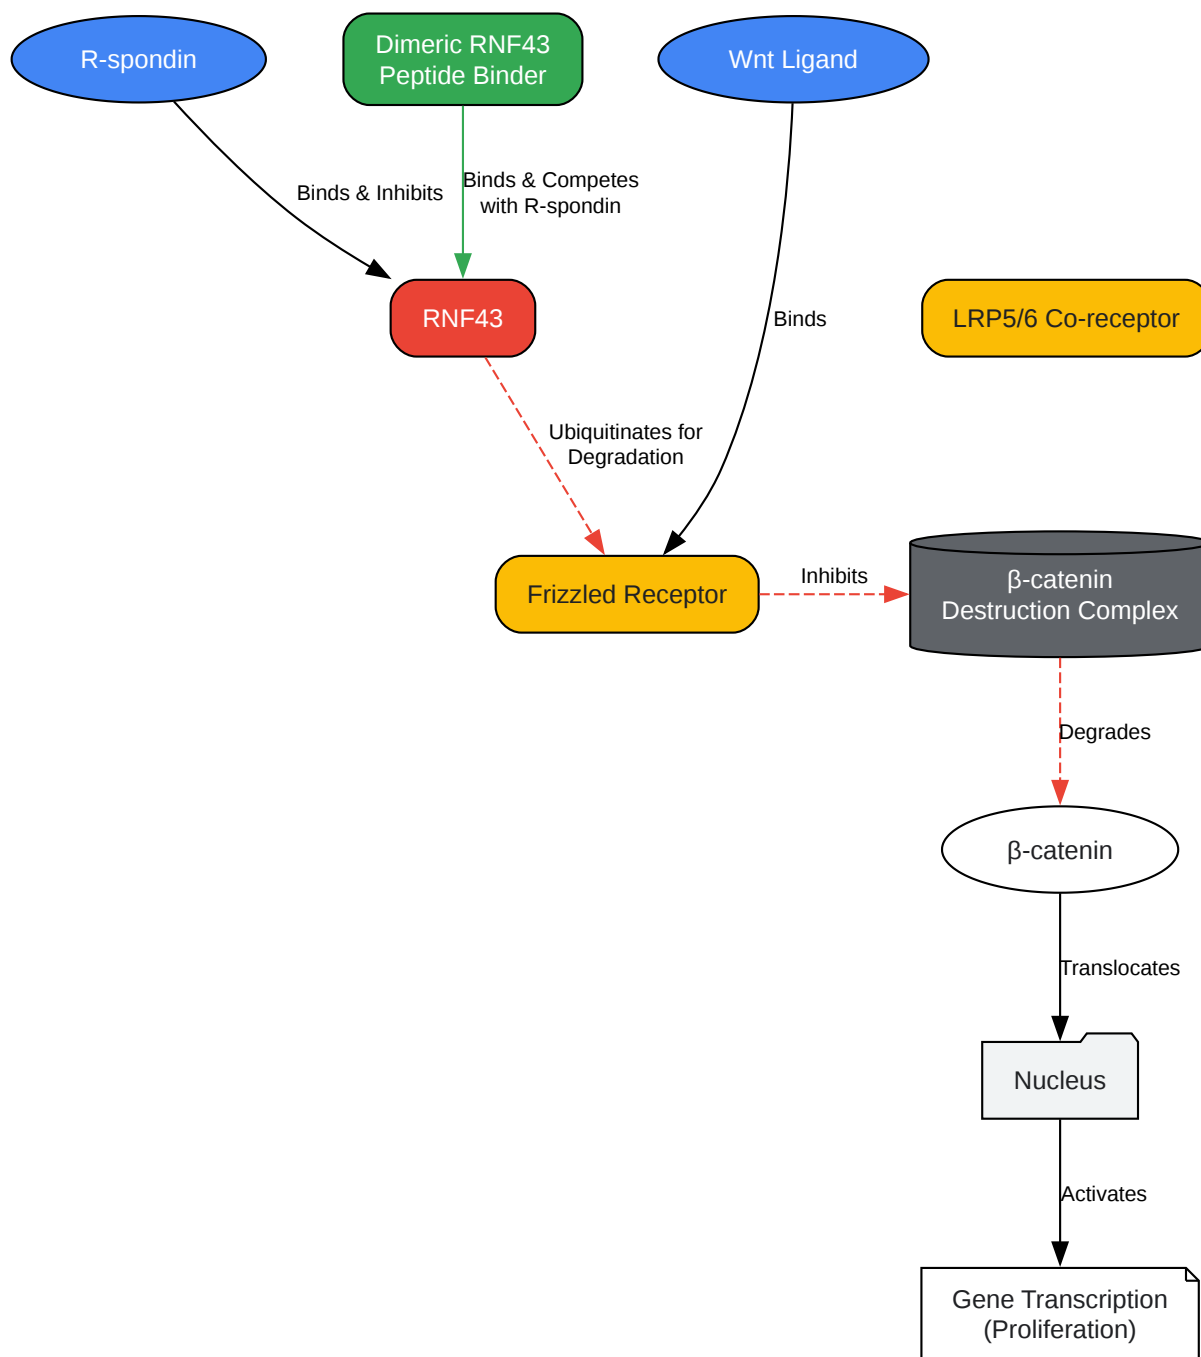 R-spondin
Dimeric RNF43
Peptide Binder
Wnt Ligand
Binds & Inhibits
Binds & Competes
with R-spondin
RNF43
Binds
LRP5/6 Co-receptor
Ubiquitinates for
Degradation
Frizzled Receptor
Inhibits
β-catenin
Destruction Complex
Degrades
β-catenin
Translocates
Nucleus
Activates
Gene Transcription
(Proliferation)